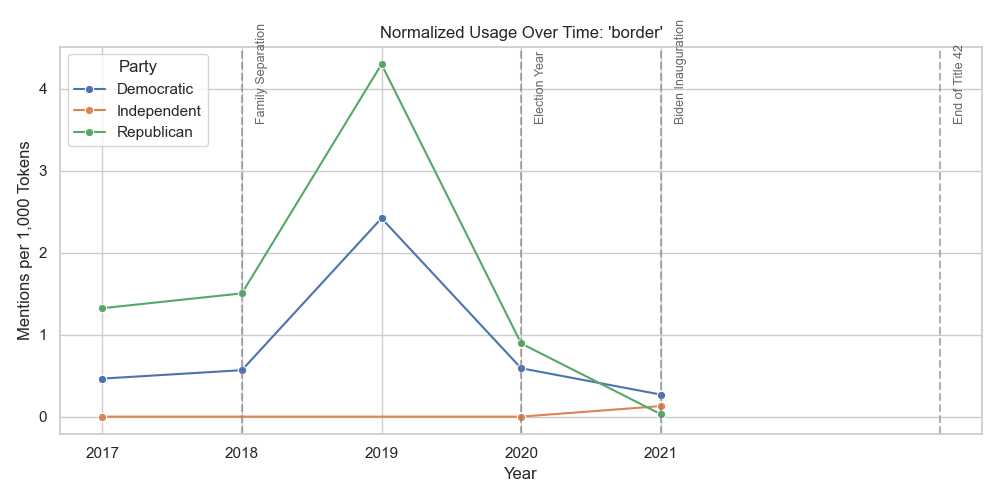 Normalized Usage Over Time: 'border'
Party
Democratic
Independent
Republican
Family Separation
Election Year
Biden Inauguration
End of Title 42
Mentions per 1,000 Tokens
4
3
2
1
0
2017 2018 2019 2020 2021
Year